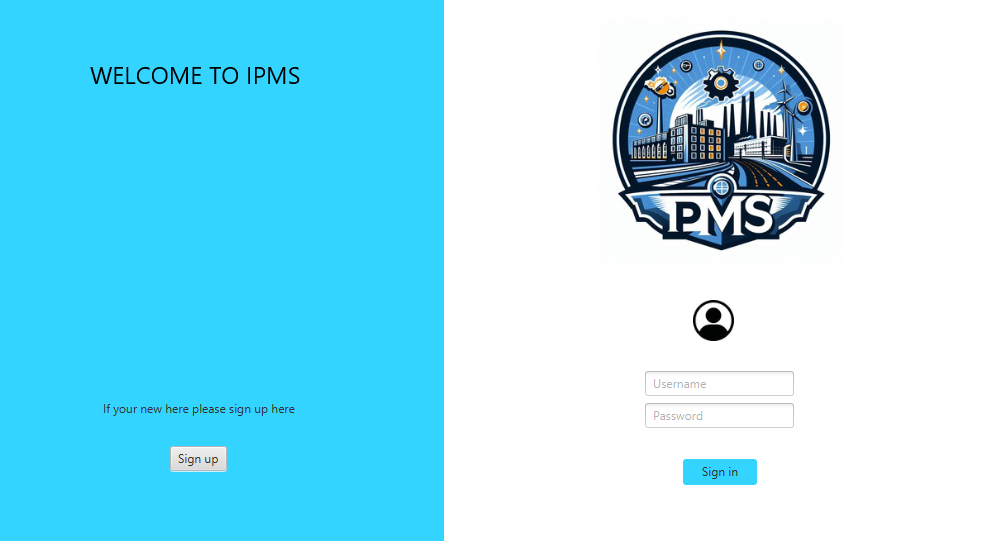 WELCOME TO IPMS
If your new here please sign up here
Sign up
PMS
Username
Password
Sign in